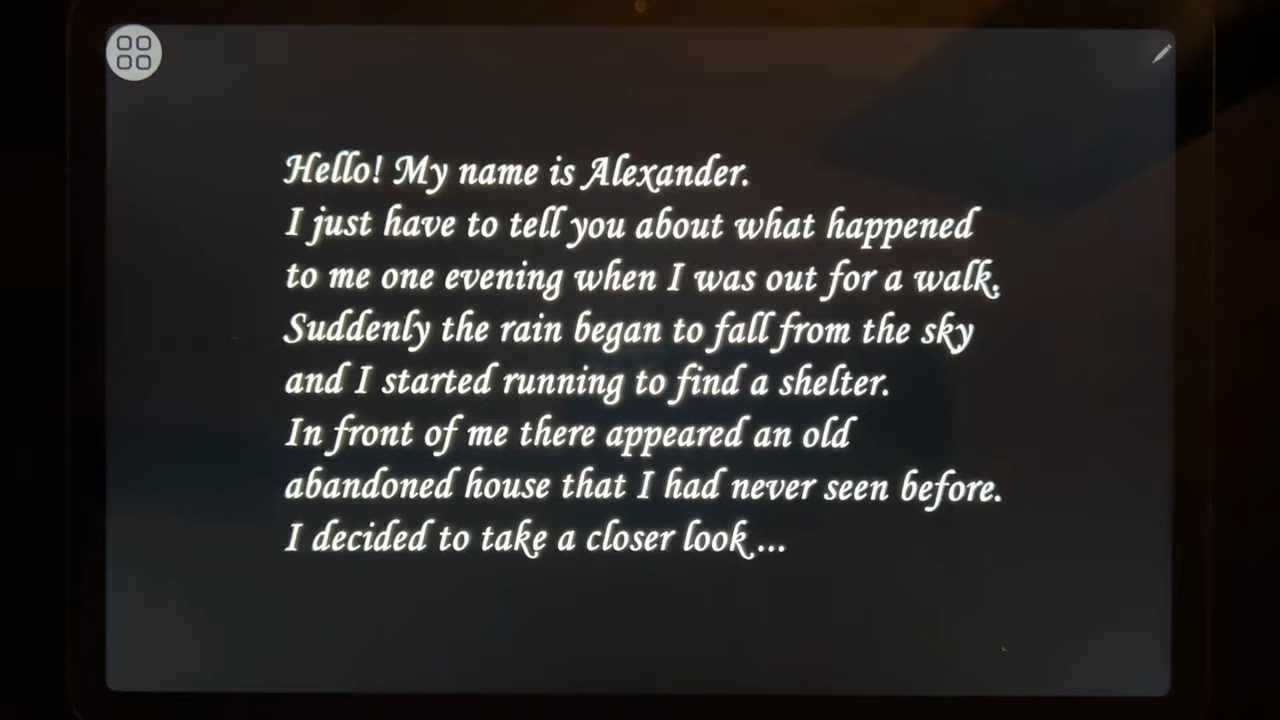 Hello! My name is Alexander.
I just have to tell you about what happened
to me one evening when I was out for a walk.
Suddenly the rain began to fall from the sky
and I started running to find a shelter.
In front of me there appeared an old
abandoned house that I had never seen before.
I decided to take a closer look...